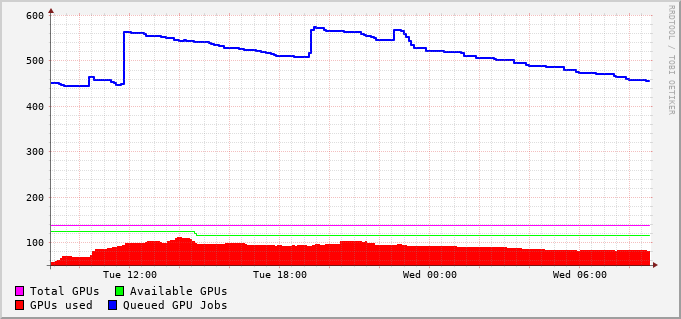 600
500
400
300
200
100
Tue 12:00 Tue 18:00 Wed 00:00 Wed 06:00
Total GPUs Available GPUs
GPUs used Queued GPU Jobs
RRDTOOL / TOBI OETIKER